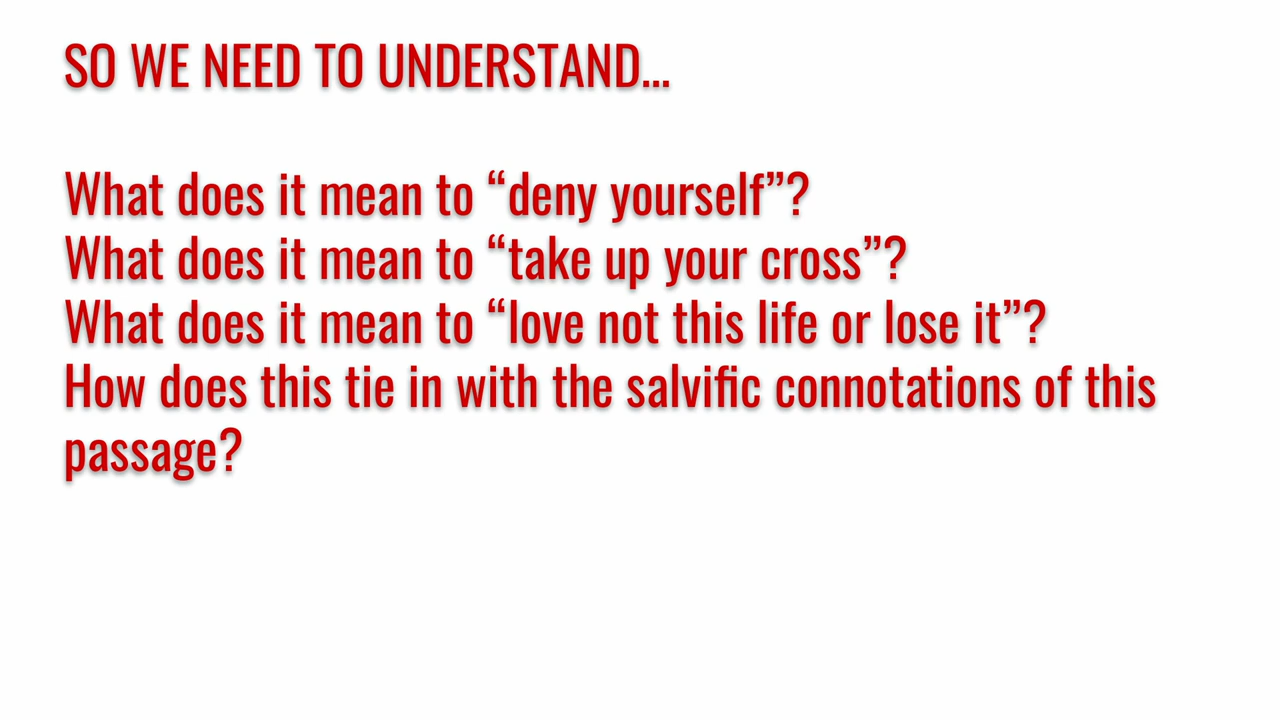 SO WE NEED TO UNDERSTAND...
What does it mean to “deny yourself”?
What does it mean to “take up your cross”?
What does it mean to “love not this life or lose it”?
How does this tie in with the salvific connotations of this
passage?